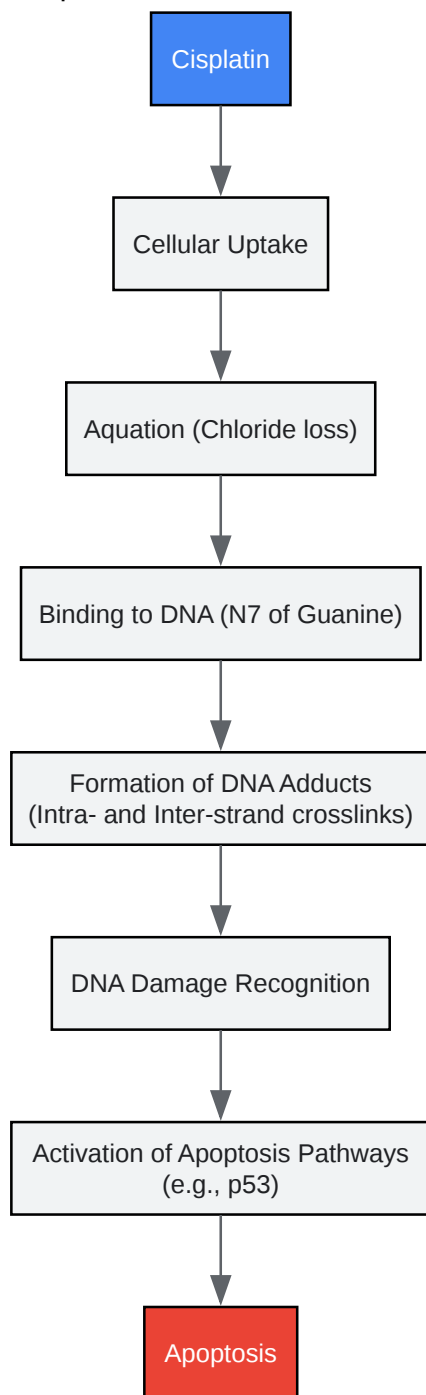 Cisplatin
Cellular Uptake
Aquation (Chloride loss)
Binding to DNA (N7 of Guanine)
Formation of DNA Adducts
(Intra- and Inter-strand crosslinks)
DNA Damage Recognition
Activation of Apoptosis Pathways
(e.g., p53)
Apoptosis